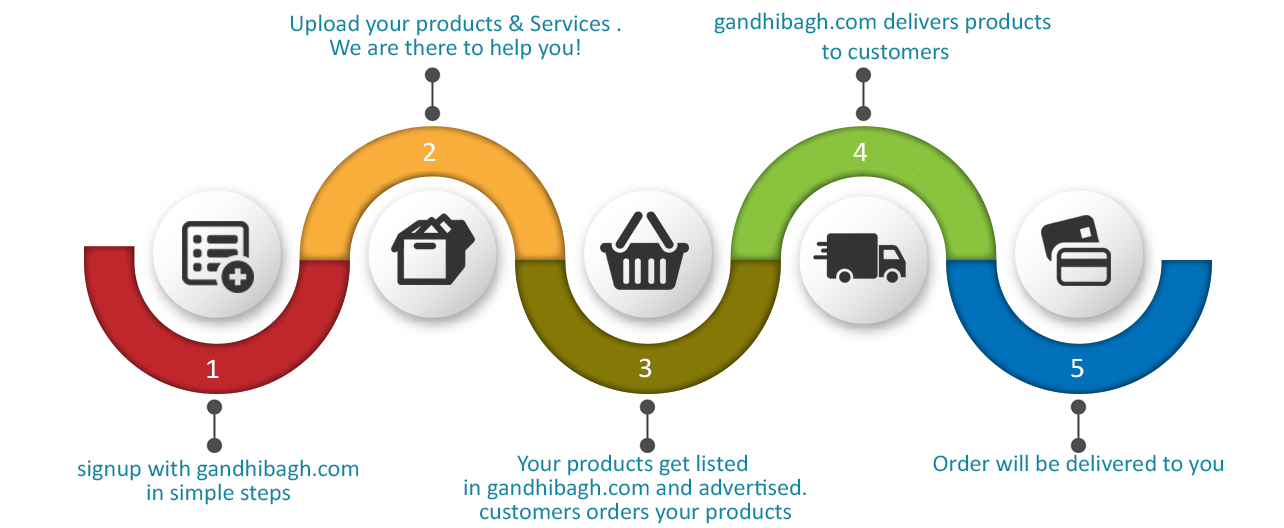 Upload your products & Services .
We are there to help you!
gandhibagh.com delivers products
to customers
2
4
1
3
5
signup with gandhibagh.com
in simple steps
Your products get listed
in gandhibagh.com and advertised.
customers orders your products
Order will be delivered to you